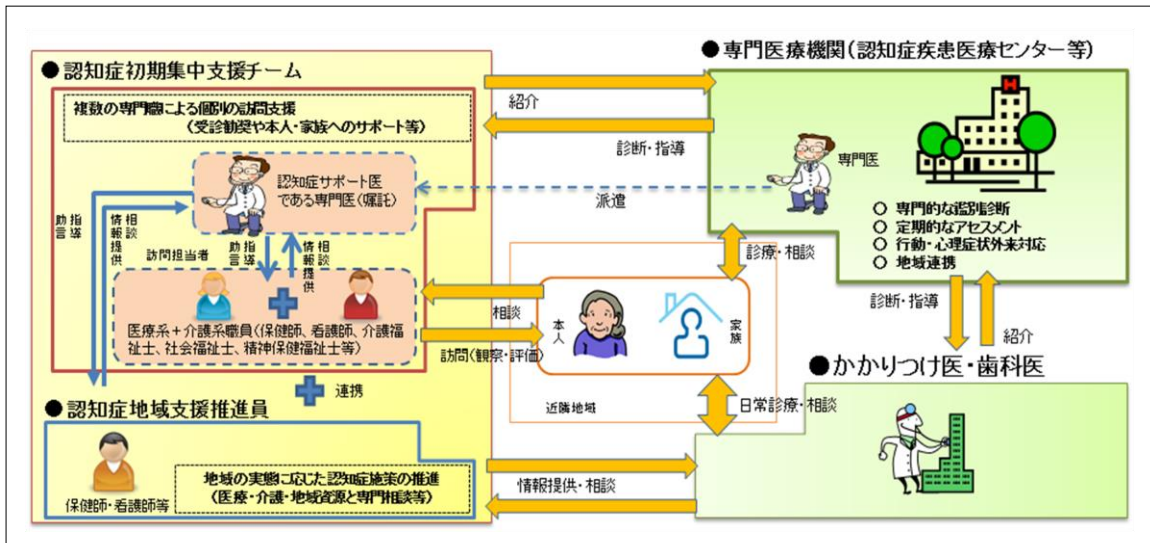 ●認知症初期集中支援チーム
複数の専門職による個別の訪問支援
(受診勧奨や本人・家族へのサポート等)
認知症サポート医
である専門医(嘱託)
指導
助言
相談
情報提供
訪問担当者
指導
助言
相談
情報提供
医療系+介護系職員(保健師、看護師、介護福
祉士、社会福祉士、精神保健福祉士等)
連携
●認知症地域支援推進員
地域の実態に応じた認知症施策の推進
(医療・介護・地域資源と専門相談等)
保健師・看護師等
紹介
診断・指導
派遣
相談
訪問(観察・評価)
本人
家族
近隣地域
診療・相談
日常診療・相談
情報提供・相談
●専門医療機関(認知症疾患医療センター等)
H
専門医
○ 専門的な鑑別診断
○ 定期的なアセスメント
○ 行動・心理症状外来対応
○ 地域連携
診断・指導
紹介
●かかりつけ医・歯科医